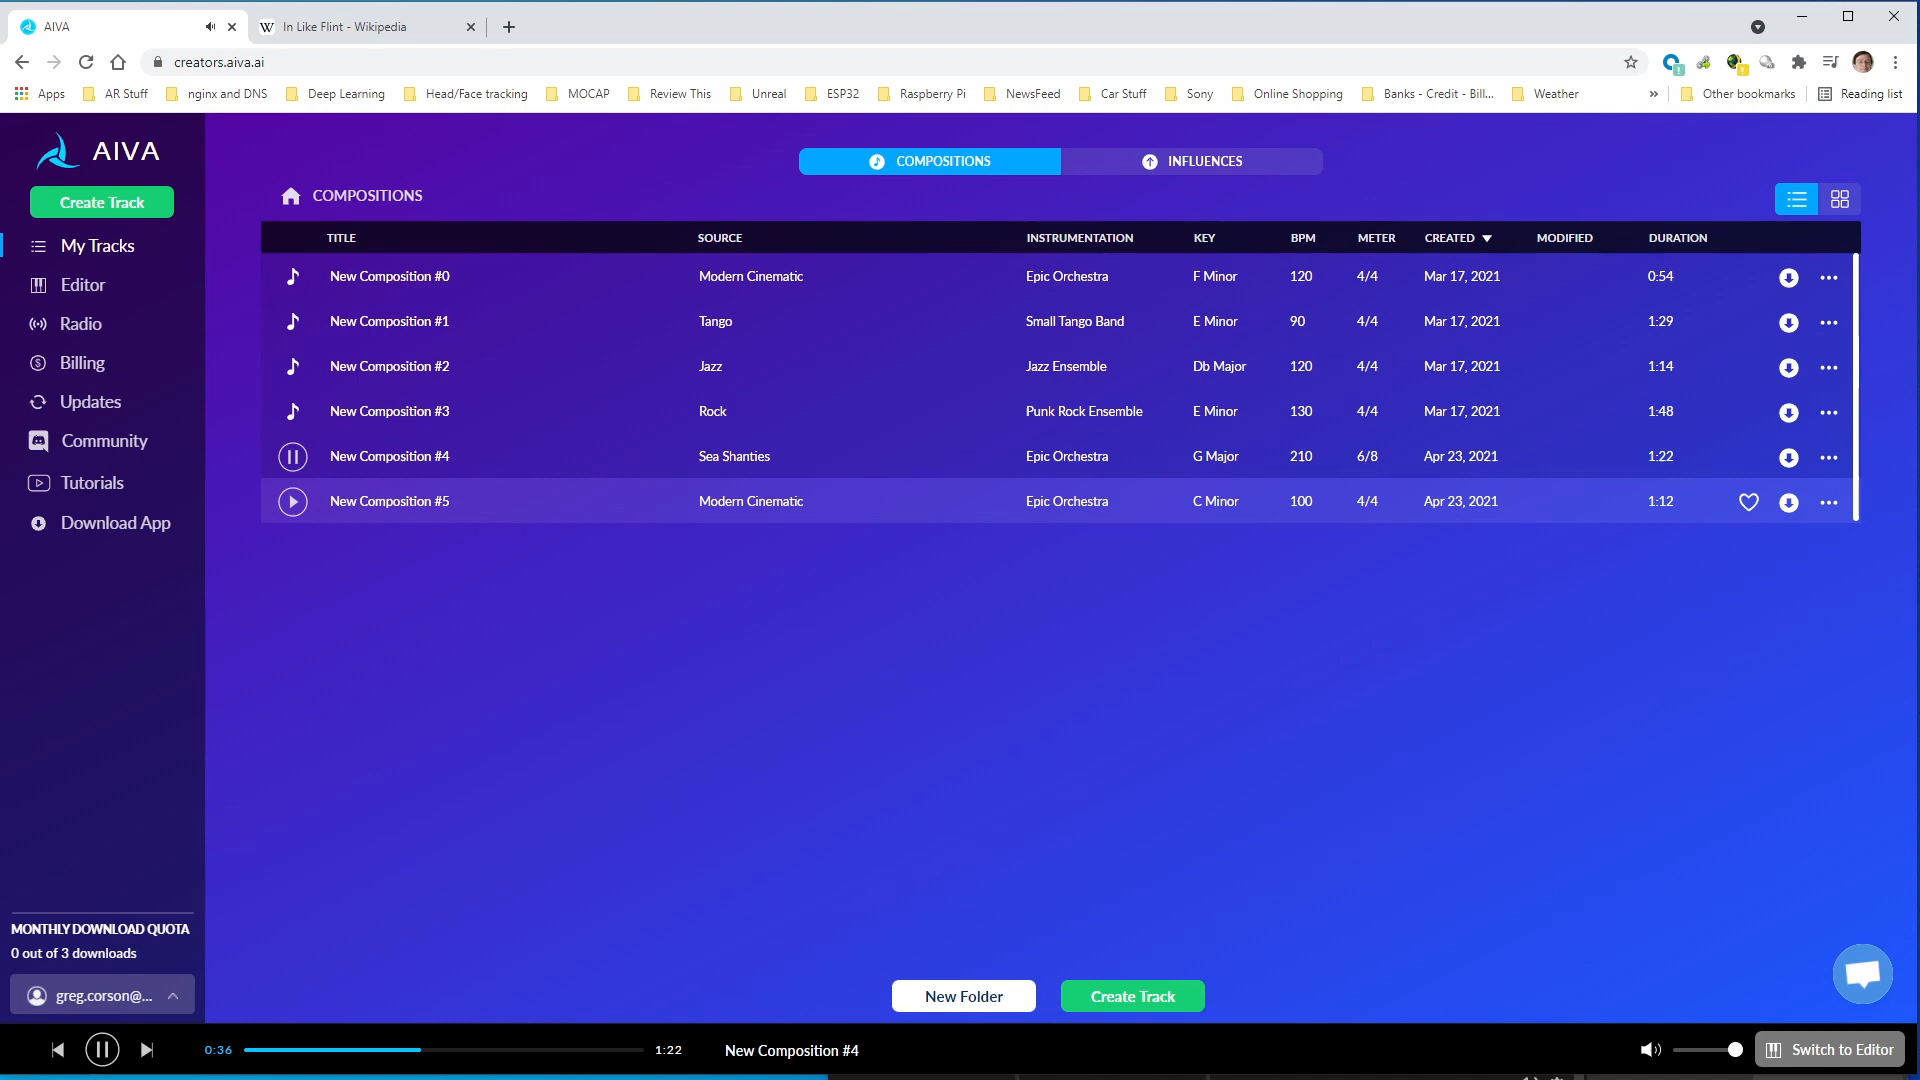 AIVA
In Like Flint - Wikipedia
creators.aiva.ai
Apps AR Stuff nginx and DNS Deep Learning Head/Face tracking MOCAP Review This Unreal ESP32 Raspberry Pi NewsFeed Car Stuff Sony Online Shopping Banks - Credit - Bill... Weather » Other bookmarks Reading list
AIVA
Create Track
My Tracks
Editor
Radio
Billing
Updates
Community
Tutorials
Download App
MONTHLY DOWNLOAD QUOTA
0 out of 3 downloads
greg.corson@...
COMPOSITIONS INFLUENCES
COMPOSITIONS
TITLE SOURCE INSTRUMENTATION KEY BPM METER CREATED MODIFIED DURATION
New Composition #0 Modern Cinematic Epic Orchestra F Minor 120 4/4 Mar 17, 2021 0:54
New Composition #1 Tango Small Tango Band E Minor 90 4/4 Mar 17, 2021 1:29
New Composition #2 Jazz Jazz Ensemble Db Major 120 4/4 Mar 17, 2021 1:14
New Composition #3 Rock Punk Rock Ensemble E Minor 130 4/4 Mar 17, 2021 1:48
New Composition #4 Sea Shanties Epic Orchestra G Major 210 6/8 Apr 23, 2021 1:22
New Composition #5 Modern Cinematic Epic Orchestra C Minor 100 4/4 Apr 23, 2021 1:12
New Folder Create Track
0:36 1:22 New Composition #4 Switch to Editor